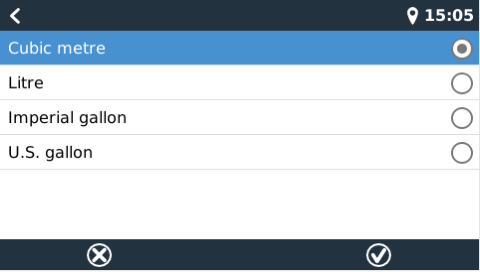 15:05
Cubic metre
Litre
Imperial gallon
U.S. gallon